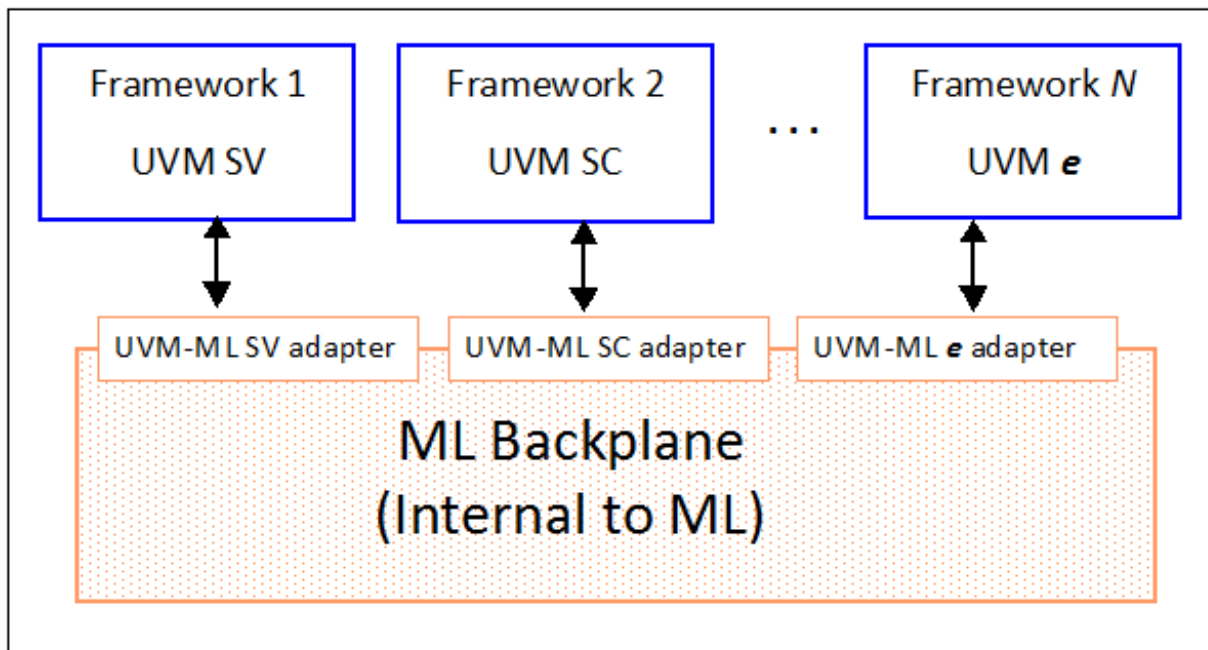 Framework 1
UVM SV
Framework 2
UVM SC
...
Framework N
UVM e
UVM-ML SV adapter
UVM-ML SC adapter
UVM-ML e adapter
ML Backplane
(Internal to ML)